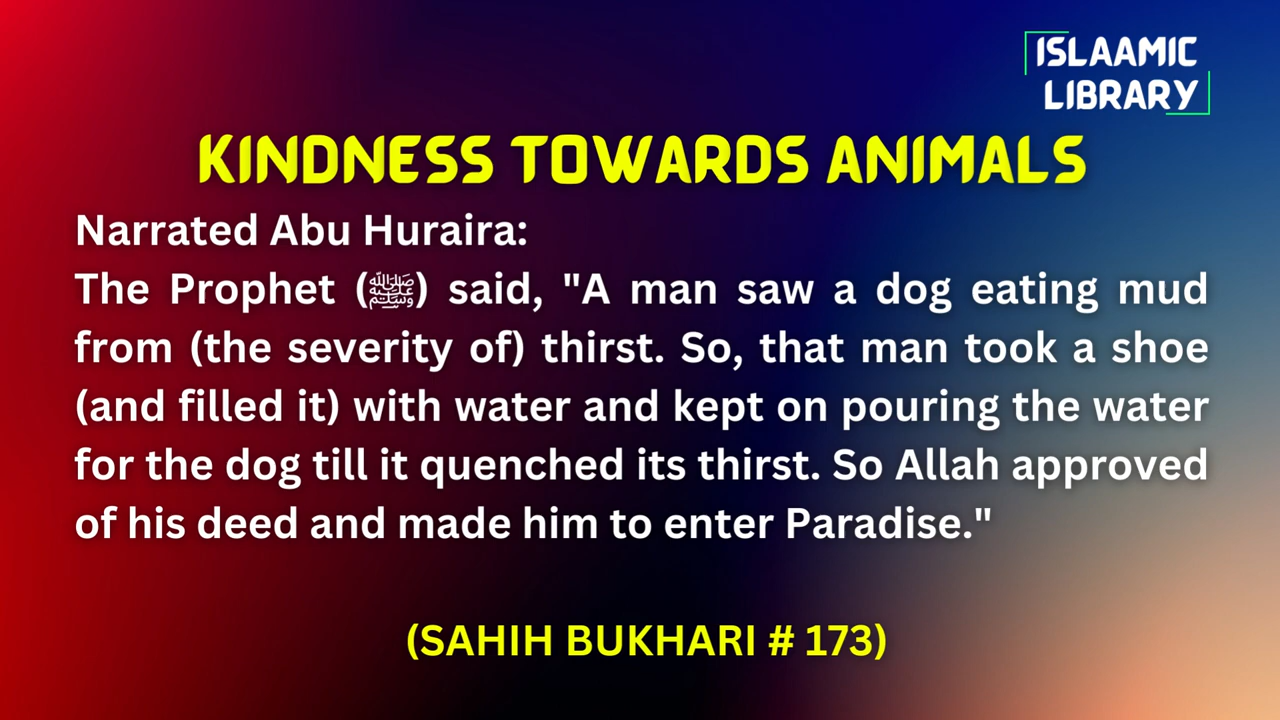 ISLAAMIC
LIBRARY
KINDNESS TOWARDS ANIMALS
Narrated Abu Huraira:
The Prophet (ﷺ) said, "A man saw a dog eating mud
from (the severity of) thirst. So, that man took a shoe
(and filled it) with water and kept on pouring the water
for the dog till it quenched its thirst. So Allah approved
of his deed and made him to enter Paradise."
(SAHIH BUKHARI # 173)